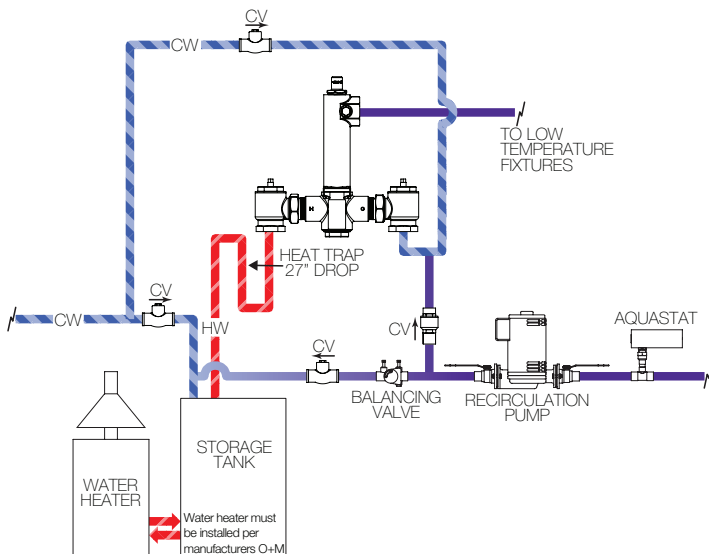 CV
CW
TO LOW
TEMPERATURE
FIXTURES
H
C
HEAT TRAP
27" DROP
CV
CW
HW
CV
CV
AQUASTAT
BALANCING
VALVE
RECIRCULATION
PUMP
STORAGE
TANK
WATER
HEATER
Water heater must
be installed per
manufacturers O+M